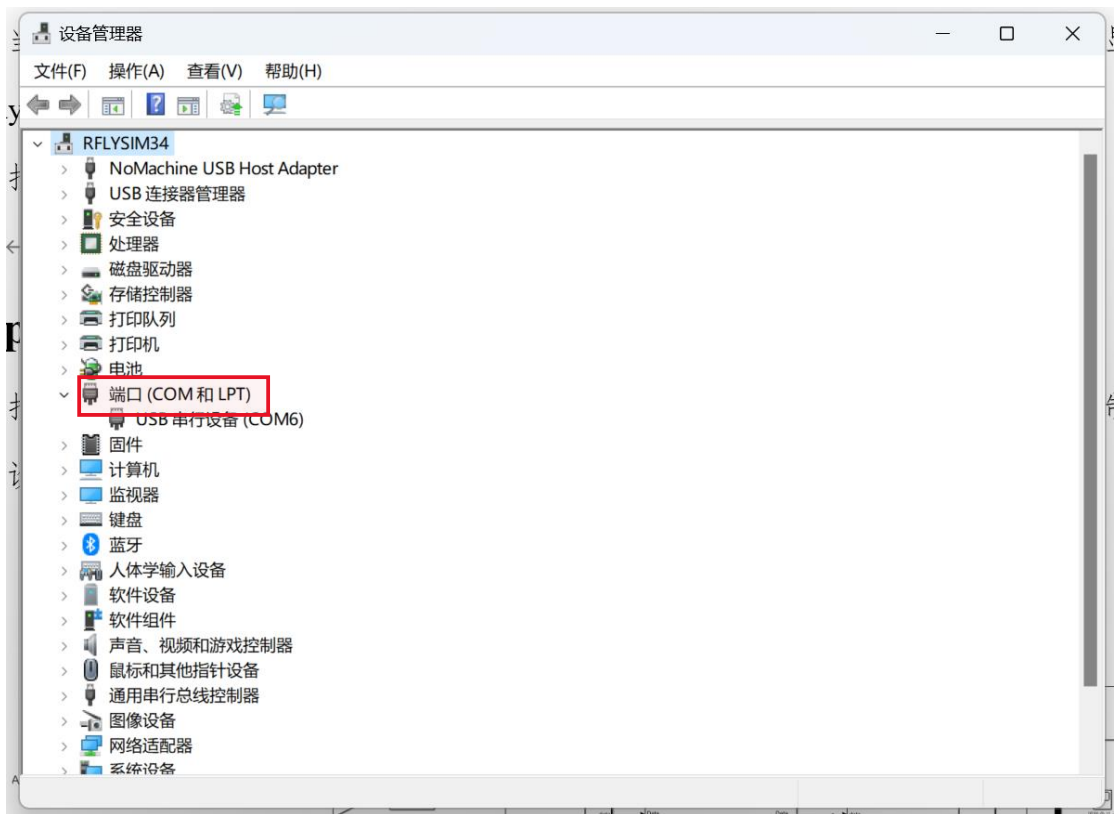 设备管理器
文件(F) 操作(A) 查看(V) 帮助(H)
RFLYSIM34
NoMachine USB Host Adapter
USB 连接器管理器
安全设备
处理器
磁盘驱动器
存储控制器
打印队列
打印机
电池
端口 (COM 和 LPT)
USB 串行设备 (COM6)
固件
计算机
监视器
键盘
蓝牙
人体学输入设备
软件设备
软件组件
声音、视频和游戏控制器
鼠标和其他指针设备
通用串行总线控制器
图像设备
网络适配器
系统设备